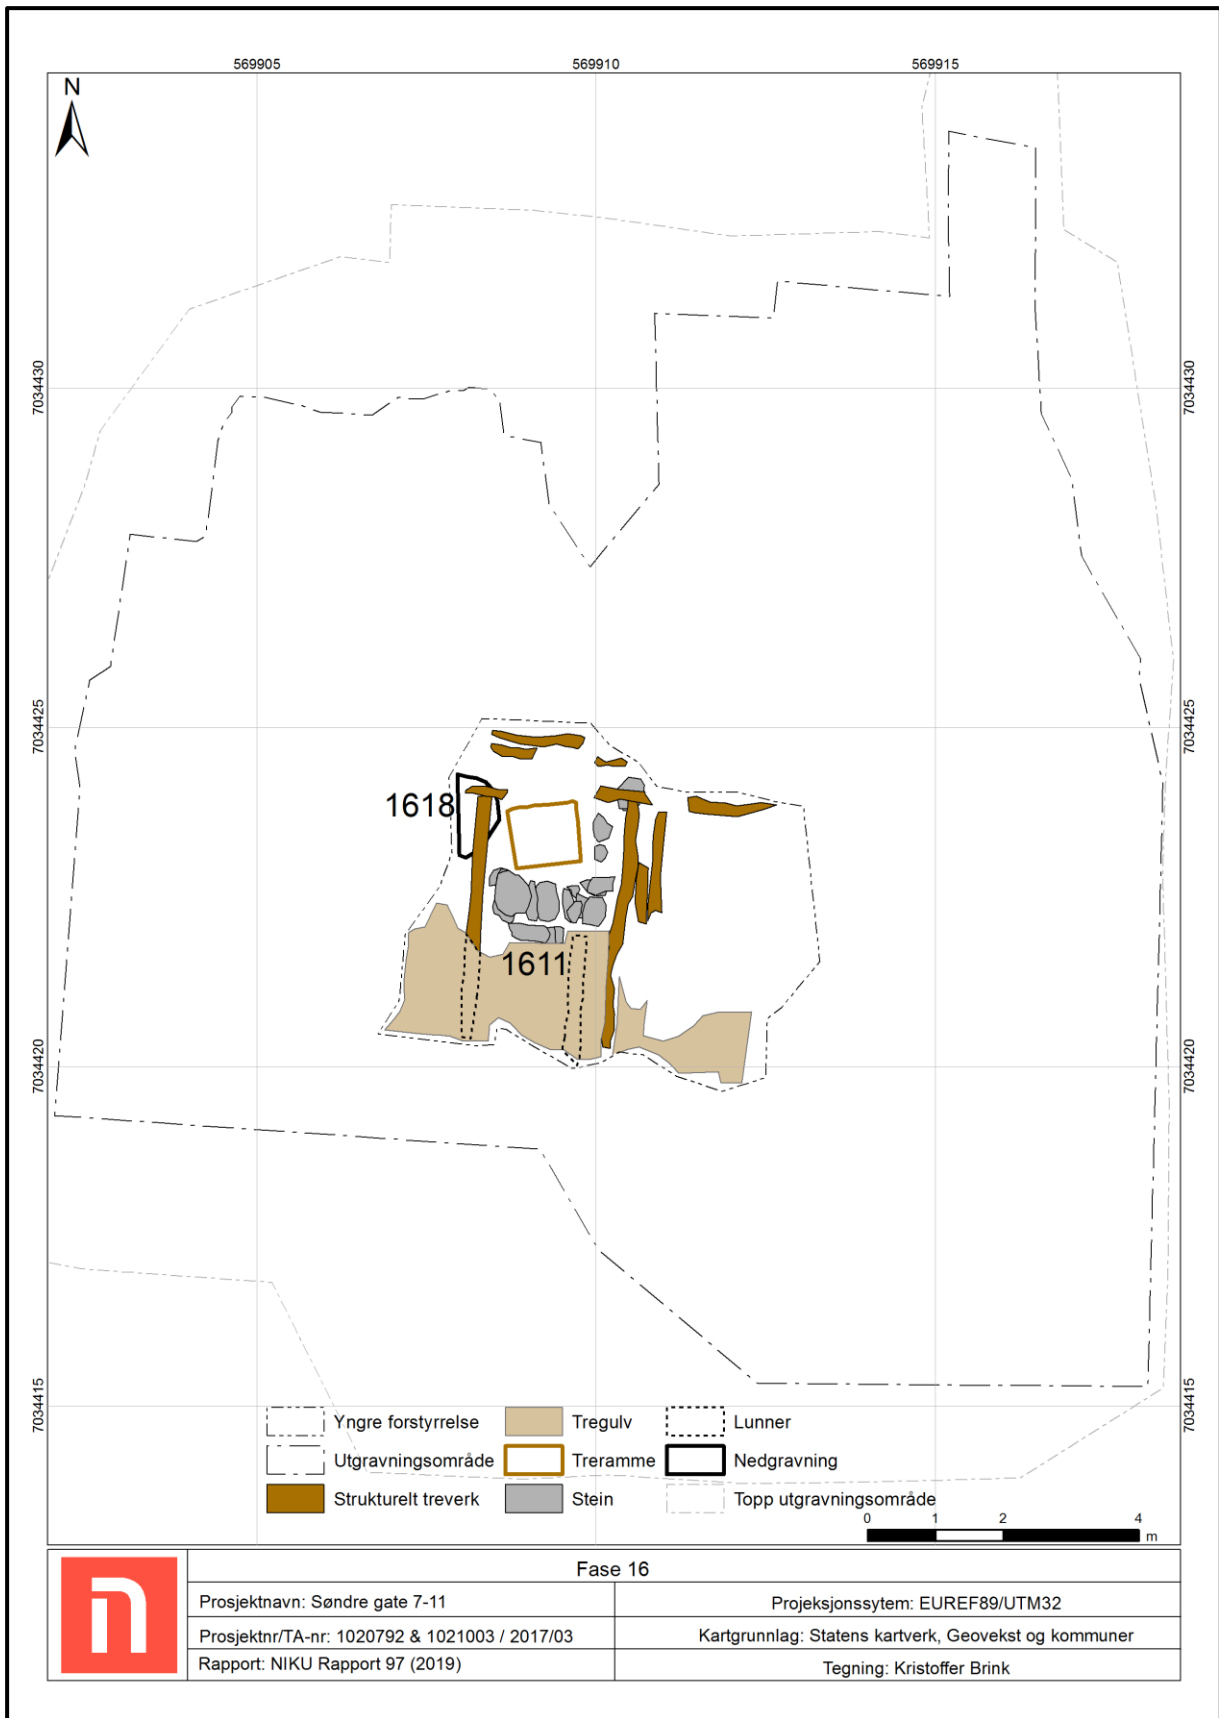 569905 569910 569915
N
7034430 7034430
7034425 7034425
1618
1611
7034420 7034420
7034415 7034415
Yngre forstyrrelse Tregulv Lunner
Utgravningsområde Treramme Nedgravning
Strukturelt treverk Stein Topp utgravningsområde
0 1 2 4
m
Fase 16
Prosjektnavn: Søndre gate 7-11 Projeksjonssytem: EUREF89/UTM32
Prosjektnr/TA-nr: 1020792 & 1021003 / 2017/03 Kartgrunnlag: Statens kartverk, Geovekst og kommuner
Rapport: NIKU Rapport 97 (2019) Tegning: Kristoffer Brink
n